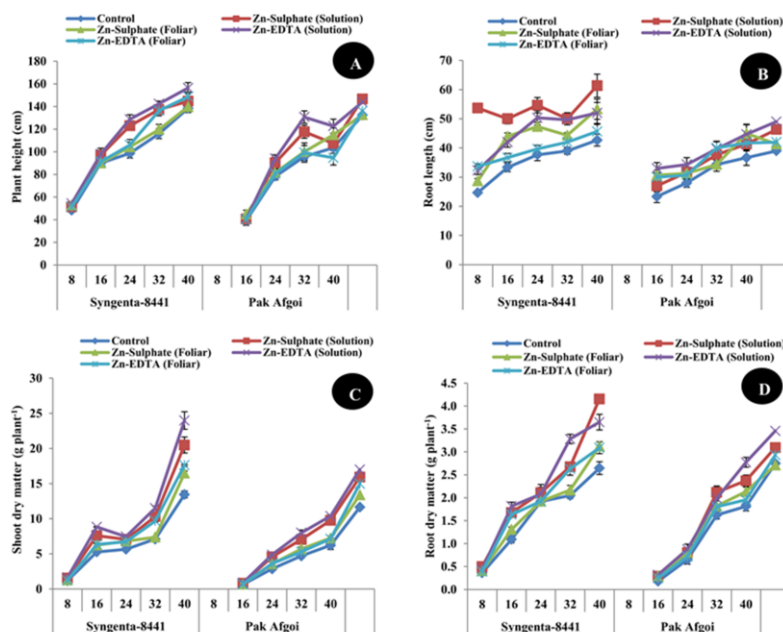 Control
Zn-Sulphate (Solution)
Zn-Sulphate (Foliar)
Zn-EDTA (Solution)
Zn-EDTA (Foliar)
A
Plant height (cm)
180
160
140
120
100
80
60
40
20
0
8 16 24 32 40 8 16 24 32 40
Syngenta-8441 Pak Afgoi
Control
Zn-Sulphate (Solution)
Zn-Sulphate (Foliar)
Zn-EDTA (Solution)
Zn-EDTA (Foliar)
B
Root length (cm)
70
60
50
40
30
20
10
0
8 16 24 32 40 8 16 24 32 40
Syngenta-8441 Pak Afgoi
Control
Zn-Sulphate (Solution)
Zn-Sulphate (Foliar)
Zn-EDTA (Solution)
Zn-EDTA (Foliar)
C
Shoot dry matter (g plant⁻¹)
30
25
20
15
10
5
0
8 16 24 32 40 8 16 24 32 40
Syngenta-8441 Pak Afgoi
Control
Zn-Sulphate (Solution)
Zn-Sulphate (Foliar)
Zn-EDTA (Solution)
Zn-EDTA (Foliar)
D
Root dry matter (g plant⁻¹)
4.5
4.0
3.5
3.0
2.5
2.0
1.5
1.0
0.5
0.0
8 16 24 32 40 8 16 24 32 40
Syngenta-8441 Pak Afgoi